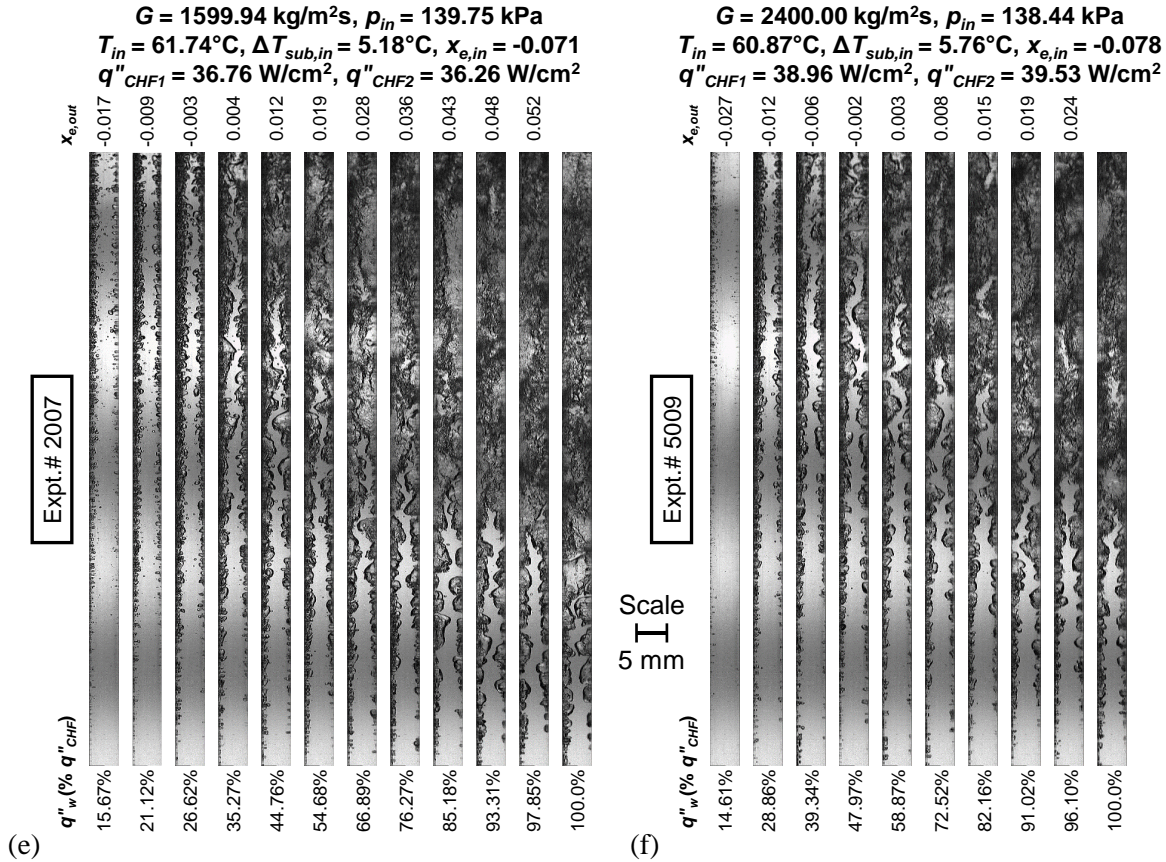 G = 1599.94 kg/m²s, p_in = 139.75 kPa
T_in = 61.74°C, ΔT_sub,in = 5.18°C, x_e,in = -0.071
q"_CHF1 = 36.76 W/cm², q"_CHF2 = 36.26 W/cm²
x_e,out
-0.017
-0.009
-0.003
0.004
0.012
0.019
0.028
0.036
0.043
0.048
0.052
Expt.# 2007
q"_w (% q"_CHF)
15.67%
21.12%
26.62%
35.27%
44.76%
54.68%
66.89%
76.27%
85.18%
93.31%
97.85%
100.0%
(e)
Scale
5 mm
G = 2400.00 kg/m²s, p_in = 138.44 kPa
T_in = 60.87°C, ΔT_sub,in = 5.76°C, x_e,in = -0.078
q"_CHF1 = 38.96 W/cm², q"_CHF2 = 39.53 W/cm²
x_e,out
-0.027
-0.012
-0.006
-0.002
0.003
0.008
0.015
0.019
0.024
Expt.# 5009
q"_w (% q"_CHF)
14.61%
28.86%
39.34%
47.97%
58.87%
72.52%
82.16%
91.02%
96.10%
100.0%
(f)